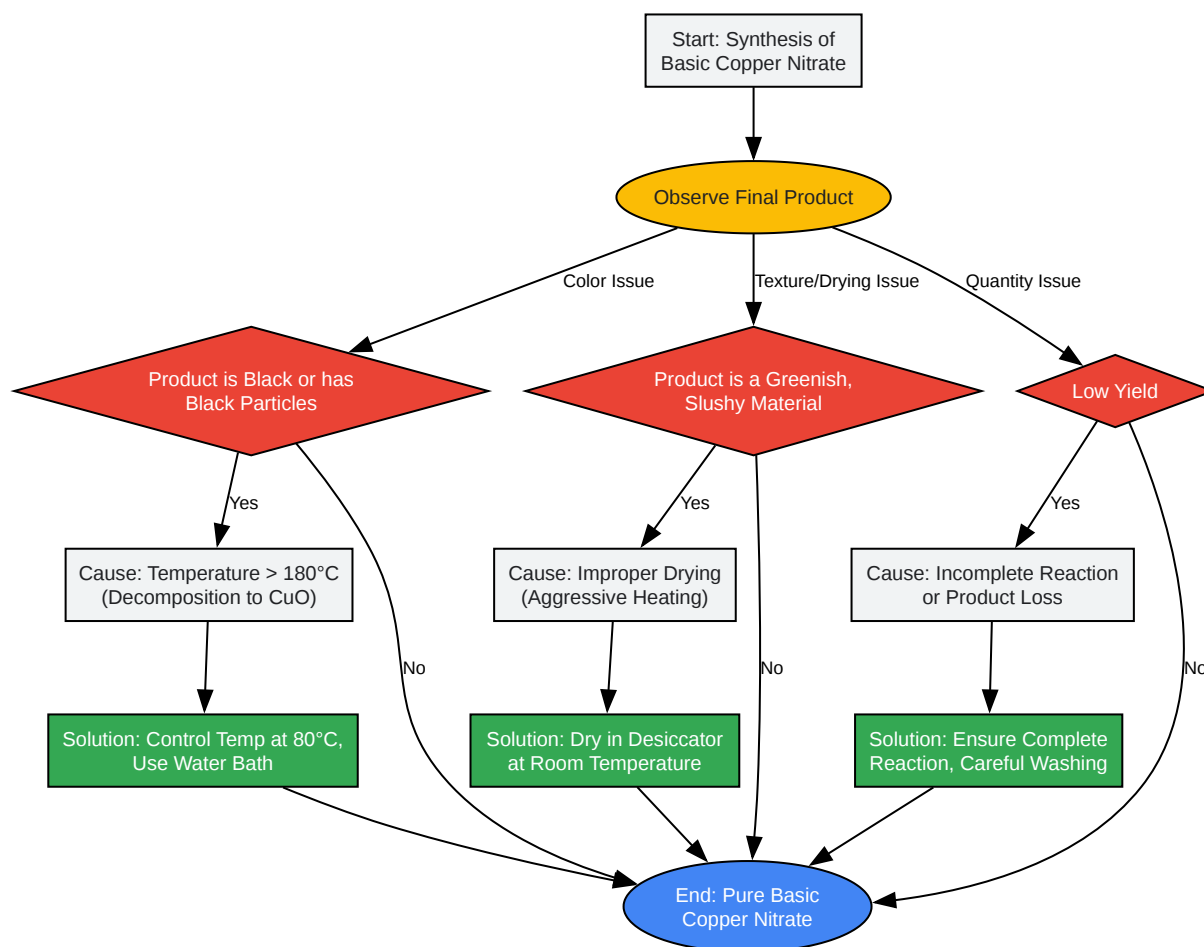 Start: Synthesis of
Basic Copper Nitrate
Observe Final Product
Color Issue
Texture/Drying Issue
Quantity Issue
Product is Black or has
Black Particles
Product is a Greenish,
Slushy Material
Low Yield
Yes
Yes
Yes
Cause: Temperature > 180°C
(Decomposition to CuO)
Cause: Improper Drying
(Aggressive Heating)
Cause: Incomplete Reaction
or Product Loss
No
No
No
Solution: Control Temp at 80°C,
Use Water Bath
Solution: Dry in Desiccator
at Room Temperature
Solution: Ensure Complete
Reaction, Careful Washing
End: Pure Basic
Copper Nitrate